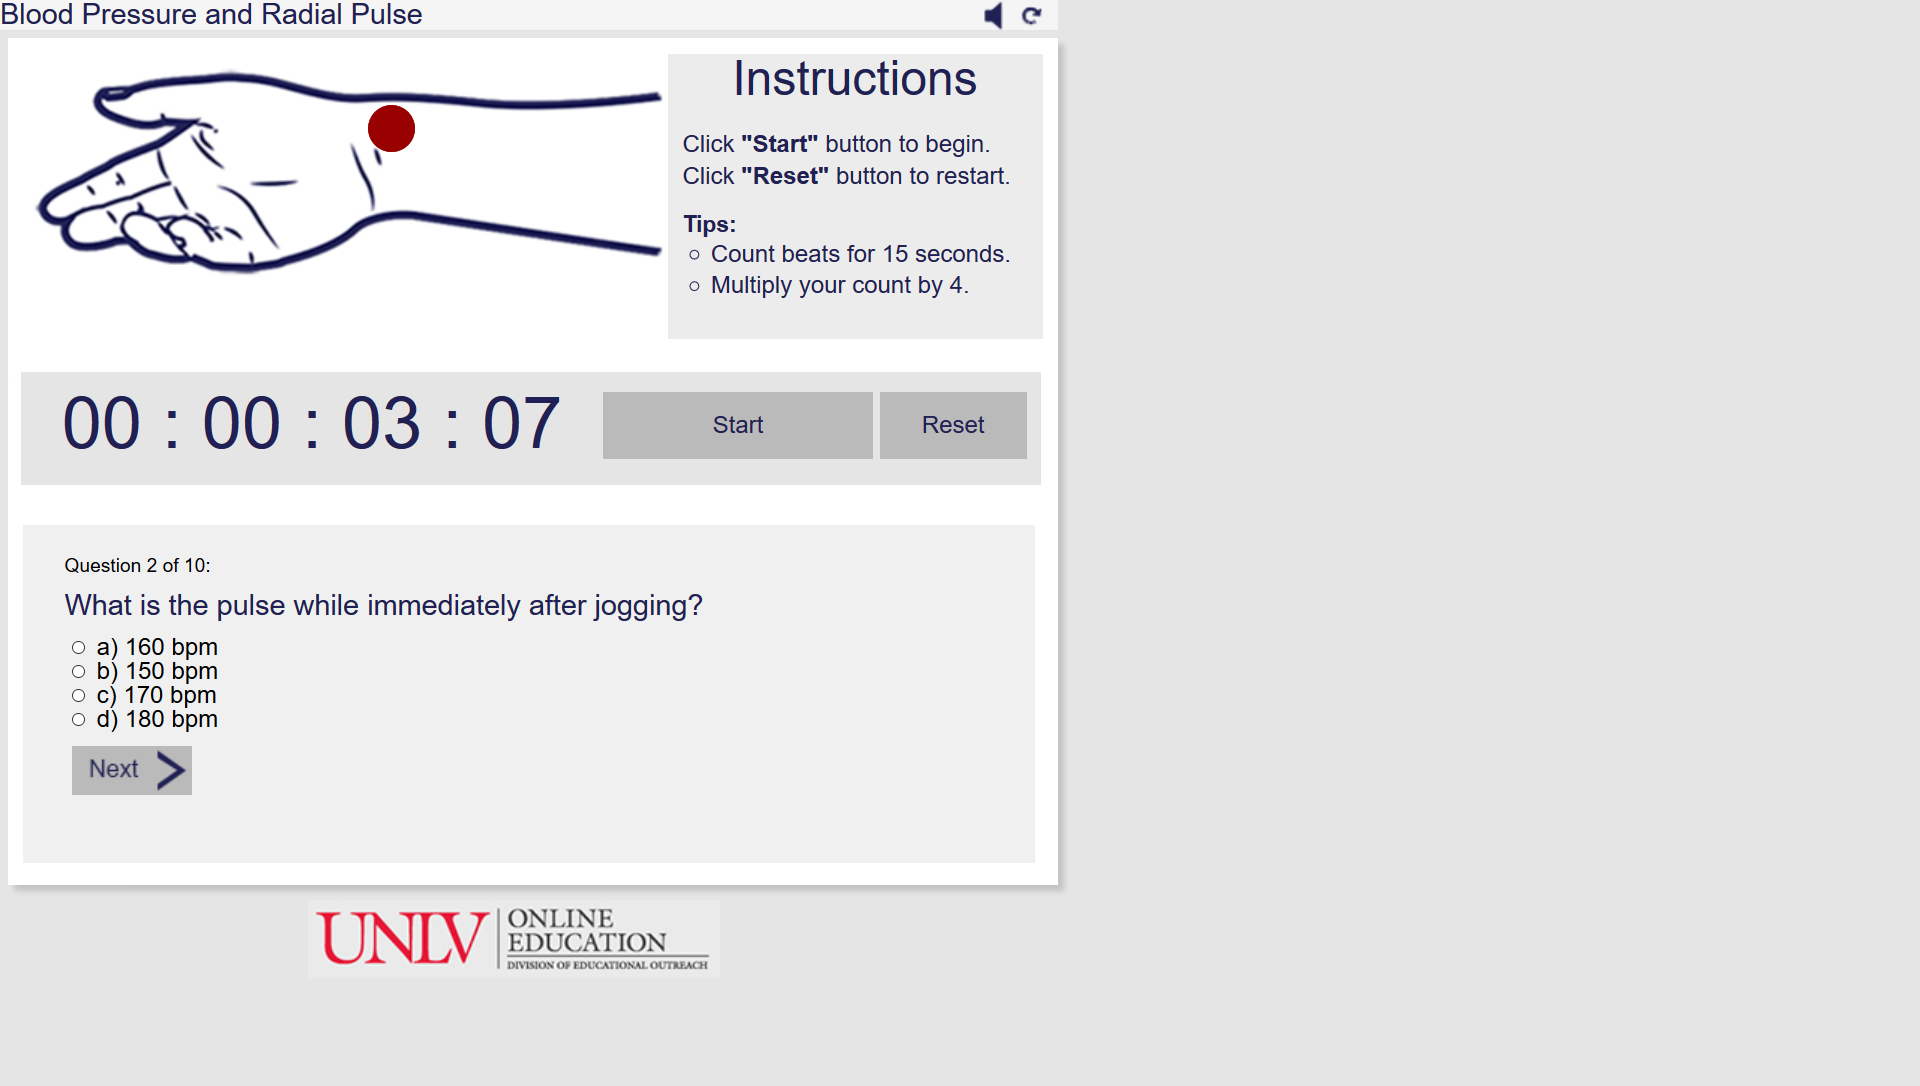 Blood Pressure and Radial Pulse
Instructions
Click "Start" button to begin.
Click "Reset" button to restart.
Tips:
Count beats for 15 seconds.
Multiply your count by 4.
00 : 00 : 03 : 07
Start
Reset
Question 2 of 10:
What is the pulse while immediately after jogging?
a) 160 bpm
b) 150 bpm
c) 170 bpm
d) 180 bpm
Next
UNLV
ONLINE
EDUCATION
DIVISION OF EDUCATIONAL OUTREACH